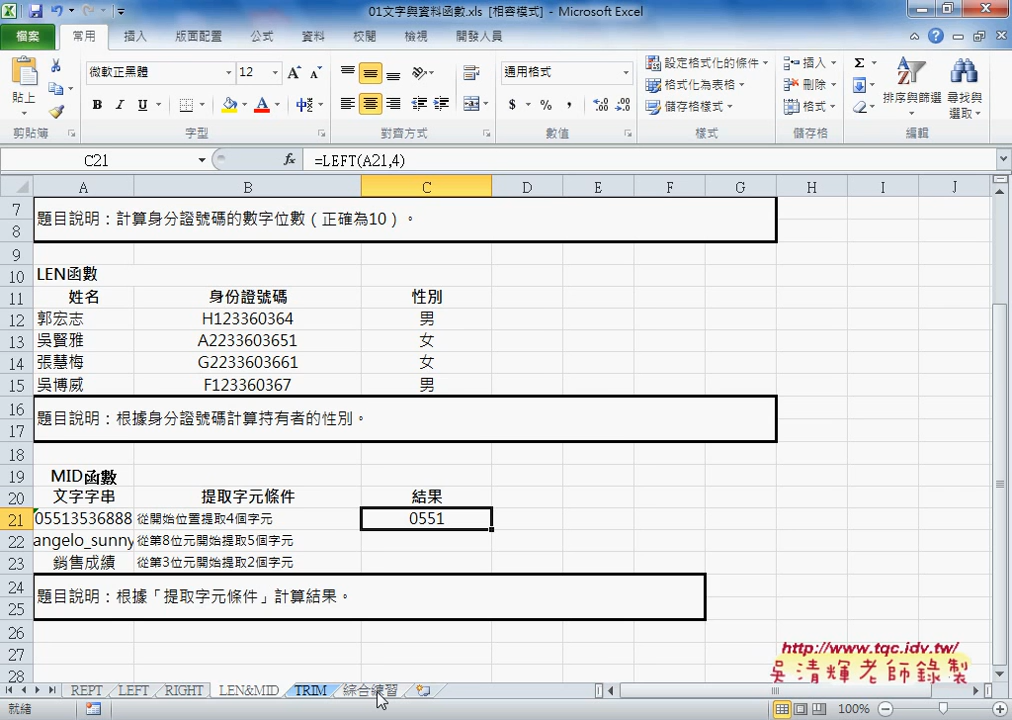 01文字與資料函數.xls [相容模式] - Microsoft Excel
檔案 常用 插入 版面配置 公式 資料 校閱 檢視 開發人員
貼上
微軟正黑體 12
B I U
中
通用格式
$ % ,
設定格式化的條件
格式化為表格
儲存格樣式
插入
刪除
格式
排序與篩選
尋找與選取
剪貼簿 字型 對齊方式 數值 樣式 儲存格 編輯
C21 fx =LEFT(A21,4)
A B C D E F G H I J
7
題目說明：計算身分證號碼的數字位數（正確為10）。
8
9
10 LEN函數
11 姓名 身份證號碼 性別
12 郭宏志 H123360364 男
13 吳賢雅 A2233603651 女
14 張慧梅 G2233603661 女
15 吳博威 F123360367 男
16
題目說明：根據身分證號碼計算持有者的性別。
17
18
19 MID函數
20 文字字串 提取字元條件 結果
21 05513536888 從開始位置提取4個字元 0551
22 angelo_sunny 從第8位元開始提取5個字元
23 銷售成績 從第3位元開始提取2個字元
24
題目說明：根據「提取字元條件」計算結果。
25
26
27
28
http://www.tqc.idv.tw/
吳清輝老師錄製
REPT LEFT RIGHT LEN&MID TRIM 綜合練習
就緒 100%